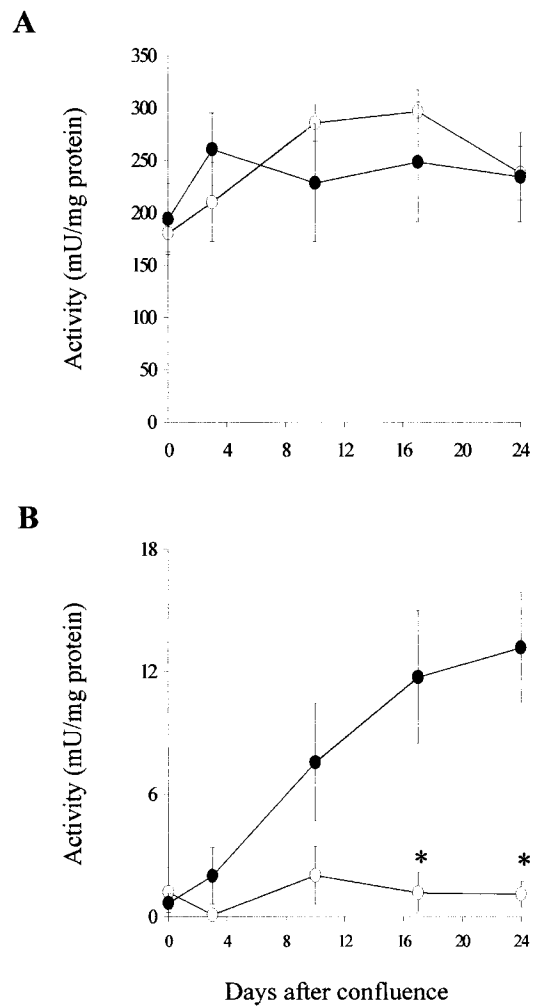 A
350
300
250
200
150
100
50
0
Activity (mU/mg protein)
0 4 8 12 16 20 24
B
18
12
6
0
Activity (mU/mg protein)
* *
0 4 8 12 16 20 24
Days after confluence